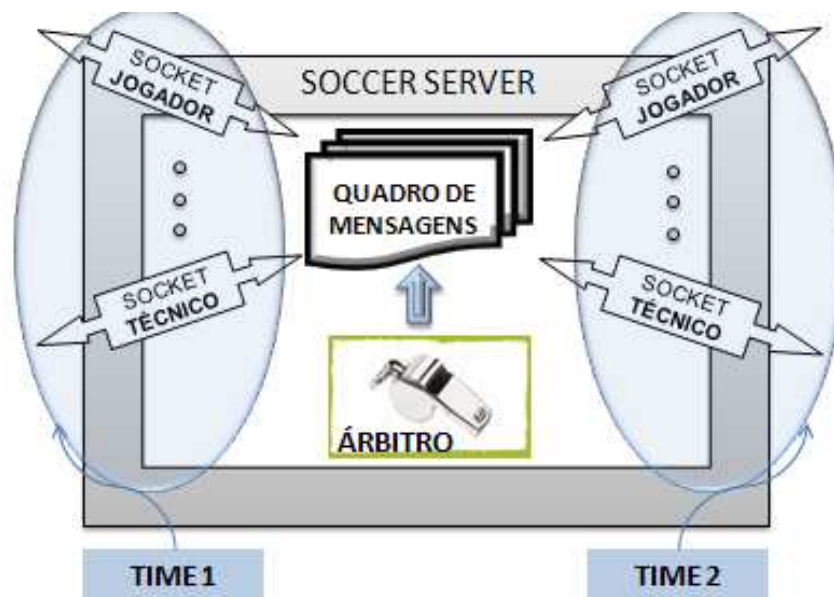 SOCKET
JOGADOR
SOCCER SERVER
SOCKET
JOGADOR
QUADRO DE
MENSAGENS
SOCKET
TÉCNICO
SOCKET
TÉCNICO
ÁRBITRO
TIME 1
TIME 2